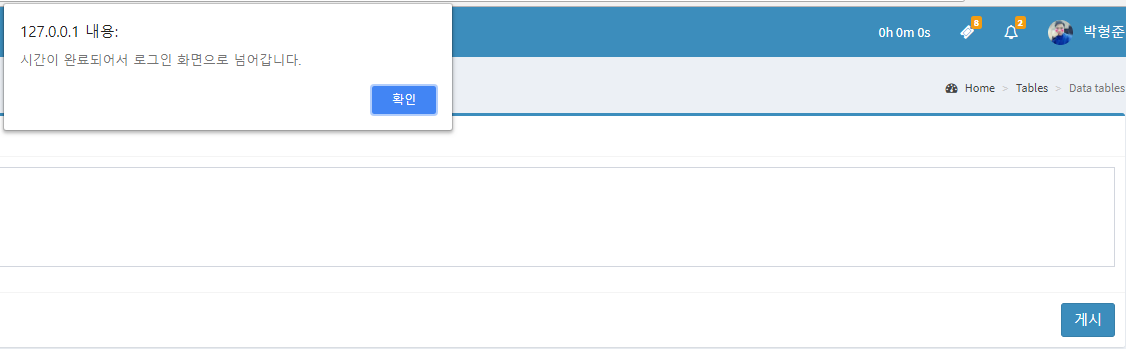 127.0.0.1 내용:
시간이 완료되어서 로그인 화면으로 넘어갑니다.
확인
0h 0m 0s
8
2
박형준
Home > Tables > Data tables
게시